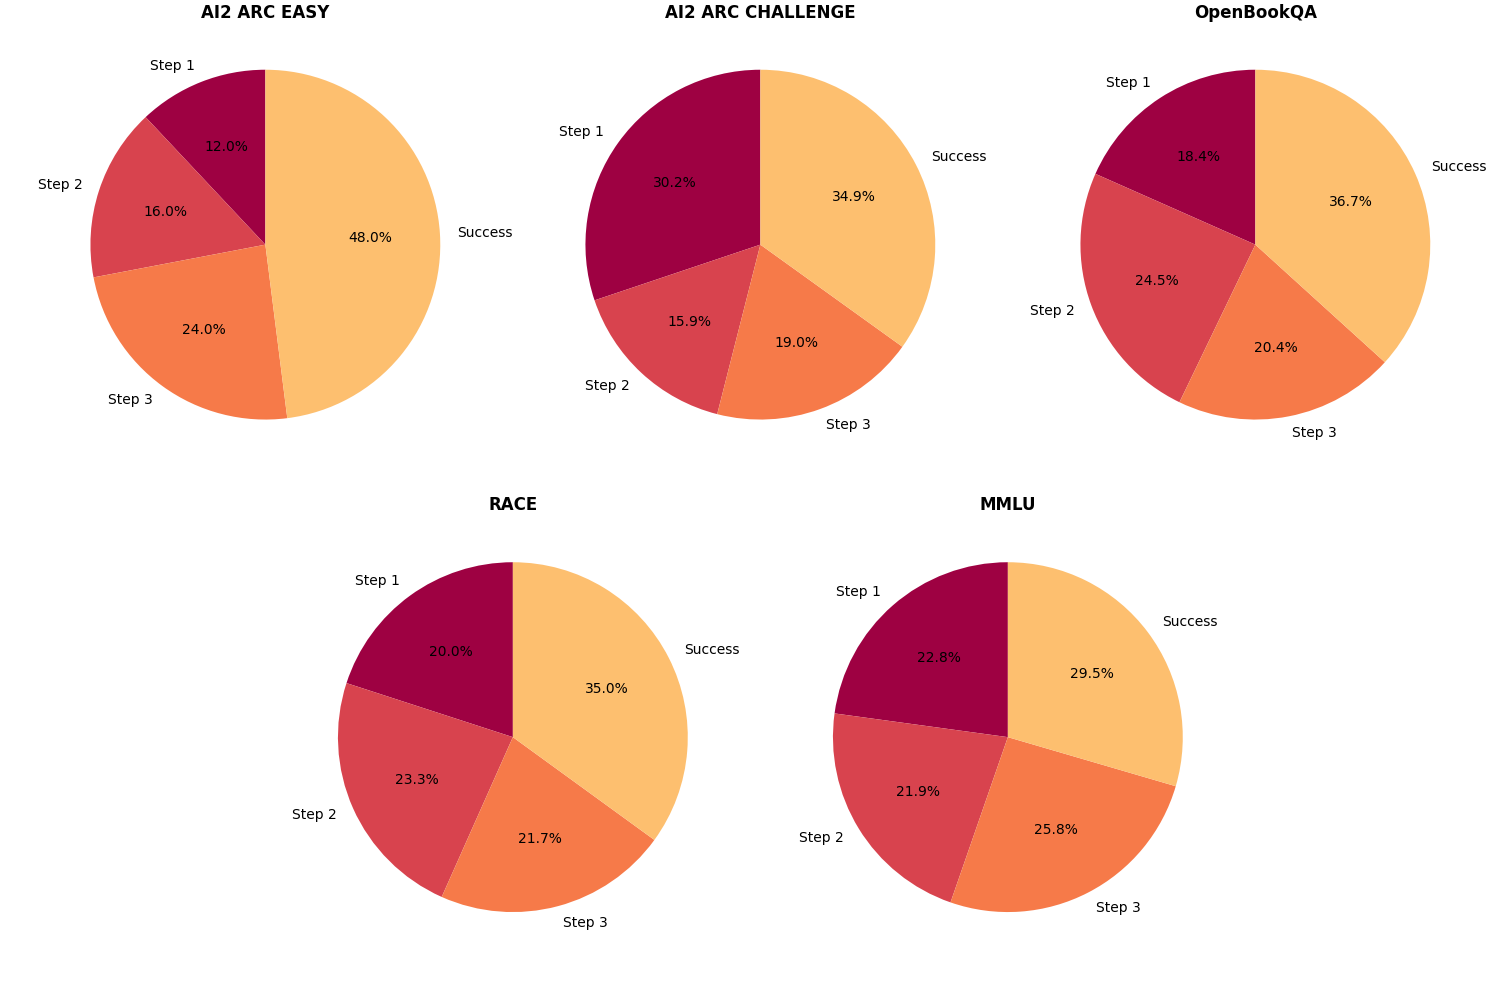 AI2 ARC EASY
Step 1
12.0%
Step 2
16.0%
Step 3
24.0%
Success
48.0%
AI2 ARC CHALLENGE
Step 1
30.2%
Step 2
15.9%
Step 3
19.0%
Success
34.9%
OpenBookQA
Step 1
18.4%
Step 2
24.5%
Step 3
20.4%
Success
36.7%
RACE
Step 1
20.0%
Step 2
23.3%
Step 3
21.7%
Success
35.0%
MMLU
Step 1
22.8%
Step 2
21.9%
Step 3
25.8%
Success
29.5%